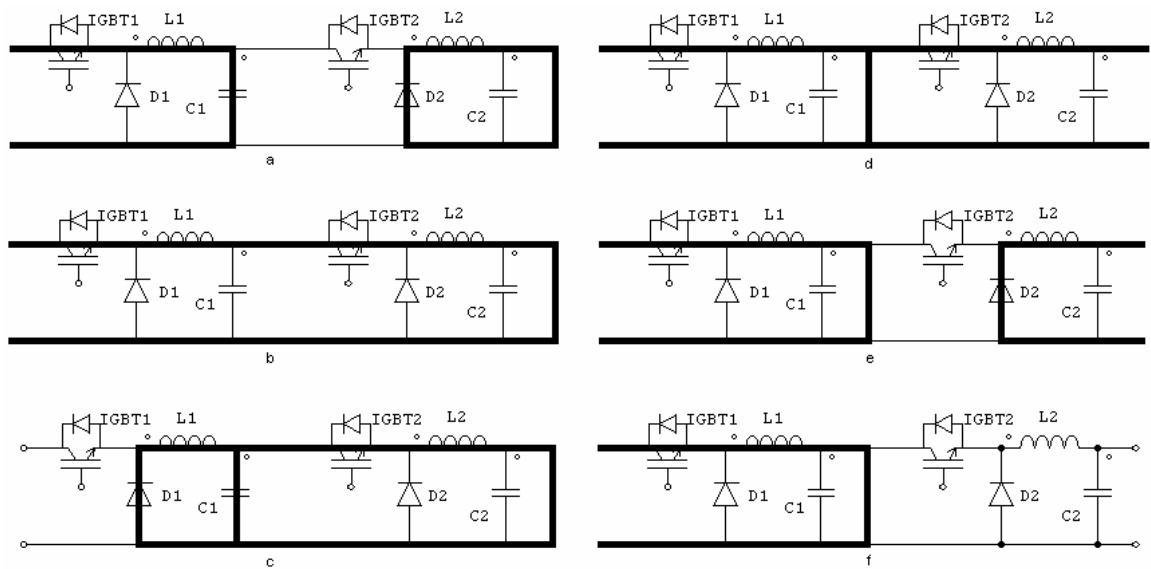 IGBT1 L1 IGBT2 L2
D1 C1 D2 C2
a
IGBT1 L1 IGBT2 L2
D1 C1 D2 C2
d
IGBT1 L1 IGBT2 L2
D1 C1 D2 C2
b
IGBT1 L1 IGBT2 L2
D1 C1 D2 C2
e
IGBT1 L1 IGBT2 L2
D1 C1 D2 C2
c
IGBT1 L1 IGBT2 L2
D1 C1 D2 C2
f